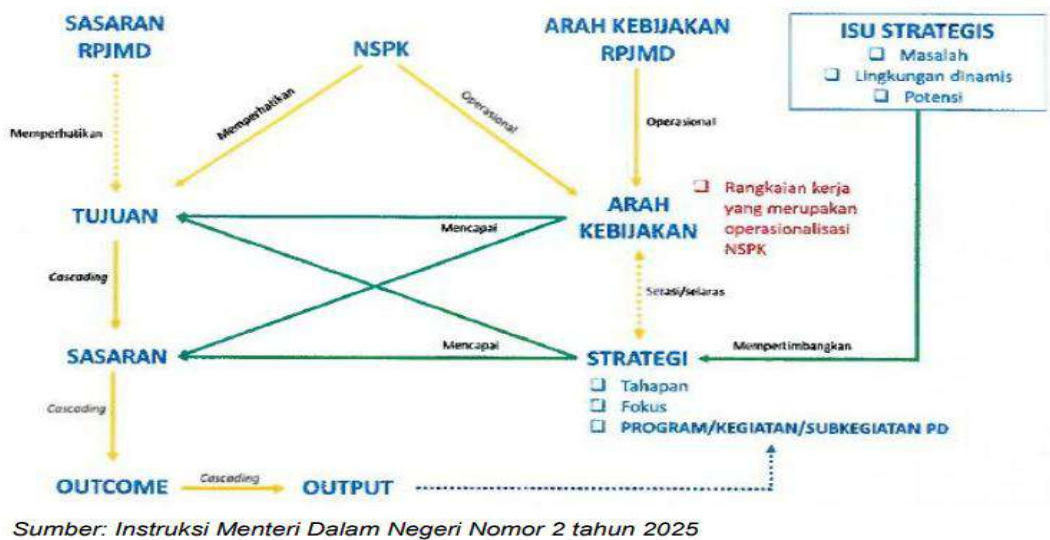 SASARAN
RPJMD
NSPK
ARAH KEBIJAKAN
RPJMD
ISU STRATEGIS
❑ Masalah
❑ Lingkungan dinamis
❑ Potensi
Memperhatikan
Memperhatikan
Operasional
Operasional
TUJUAN
Mencapai
ARAH
KEBIJAKAN
❑ Rangkaian kerja
yang merupakan
operasionalisasi
NSPK
Cascading
Serasi/selaras
SASARAN
Mencapai
STRATEGI
Mempertimbangkan
❑ Tahapan
❑ Fokus
❑ PROGRAM/KEGIATAN/SUBKEGIATAN PD
Cascading
OUTCOME
Cascading
OUTPUT
Sumber: Instruksi Menteri Dalam Negeri Nomor 2 tahun 2025